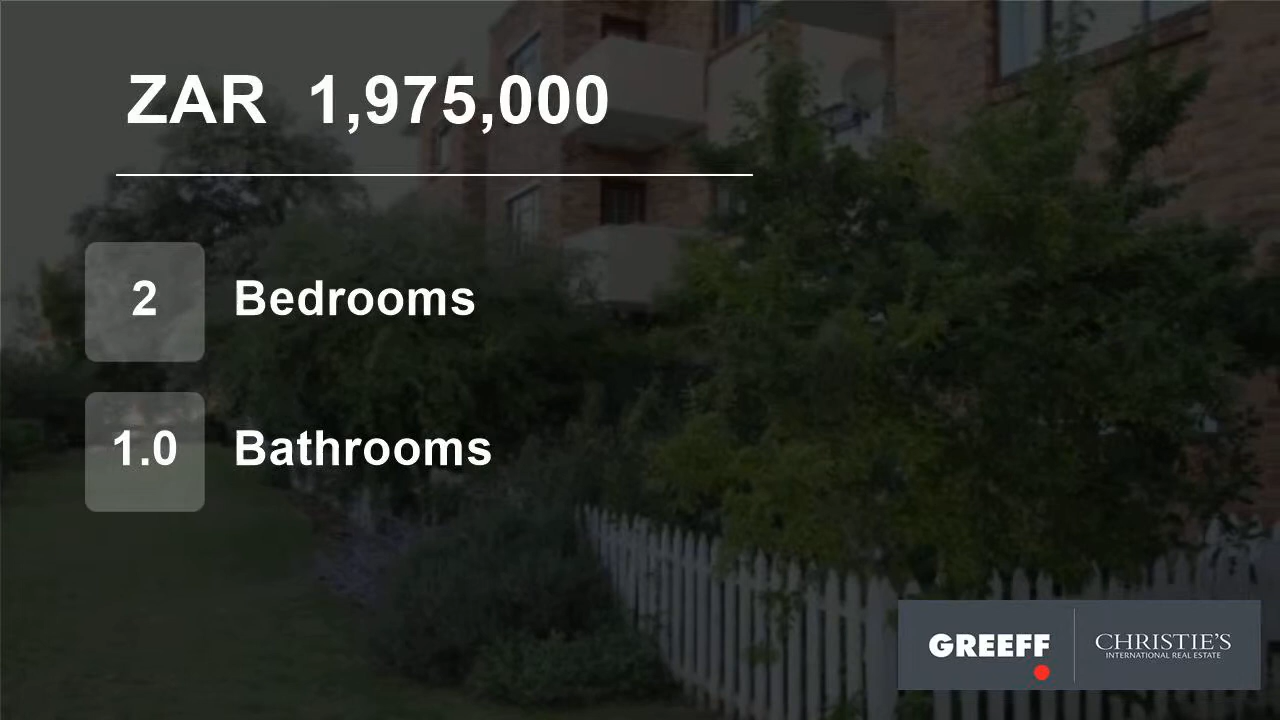 ZAR 1,975,000
2 Bedrooms
1.0 Bathrooms
GREEFF
CHRISTIE'S
INTERNATIONAL REAL ESTATE